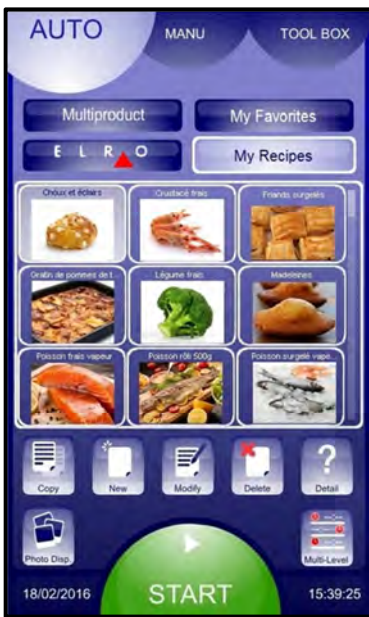 AUTO MANU TOOL BOX
Multiproduct My Favorites
E L R O My Recipes
Choux et éclairs Crustacé frais Friands surgelés
Gratin de pommes de t... Légume frais Madeleines
Poisson frais vapeur Poisson rôti 500g Poisson surgelé vape...
Copy New Modify Delete Detail
?
Photo Disp. Multi-Level
18/02/2016 START 15:39:25